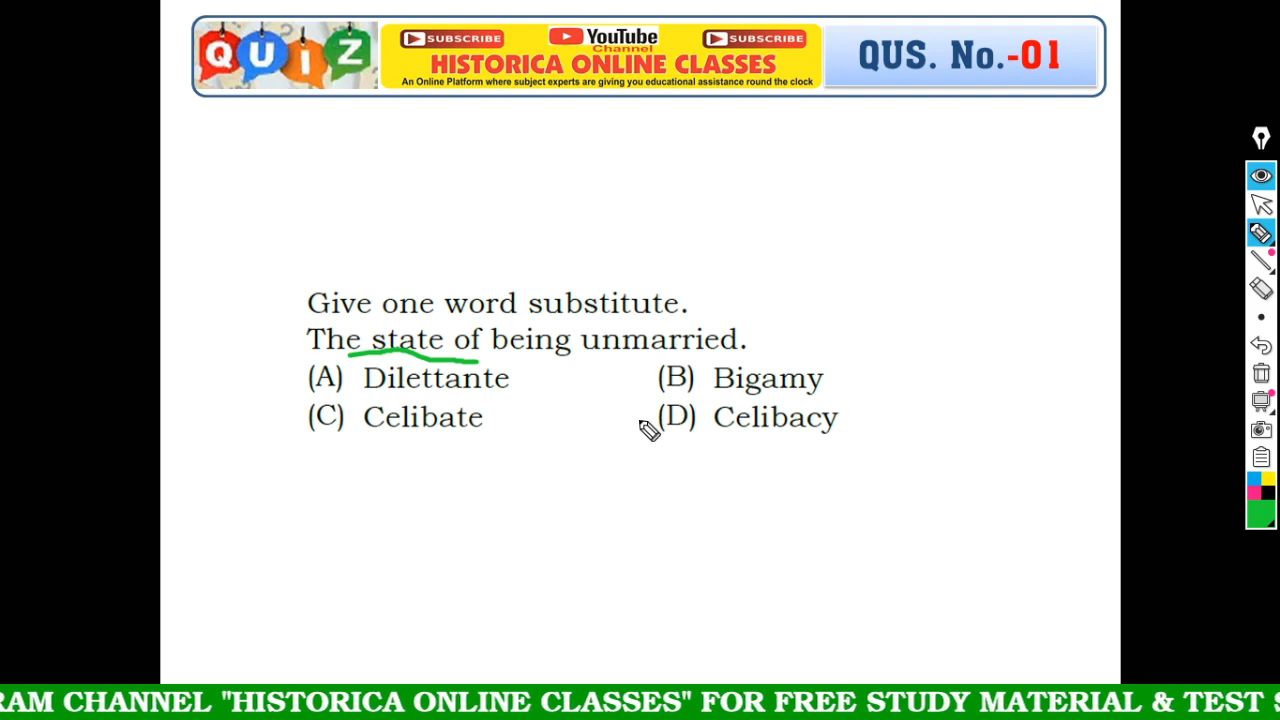 QUIZ
SUBSCRIBE YouTube SUBSCRIBE
Channel
HISTORICA ONLINE CLASSES
An Online Platform where subject experts are giving you educational assistance round the clock
QUS. No.-01
Give one word substitute.
The state of being unmarried.
(A) Dilettante (B) Bigamy
(C) Celibate (D) Celibacy
RAM CHANNEL "HISTORICA ONLINE CLASSES" FOR FREE STUDY MATERIAL & TEST S